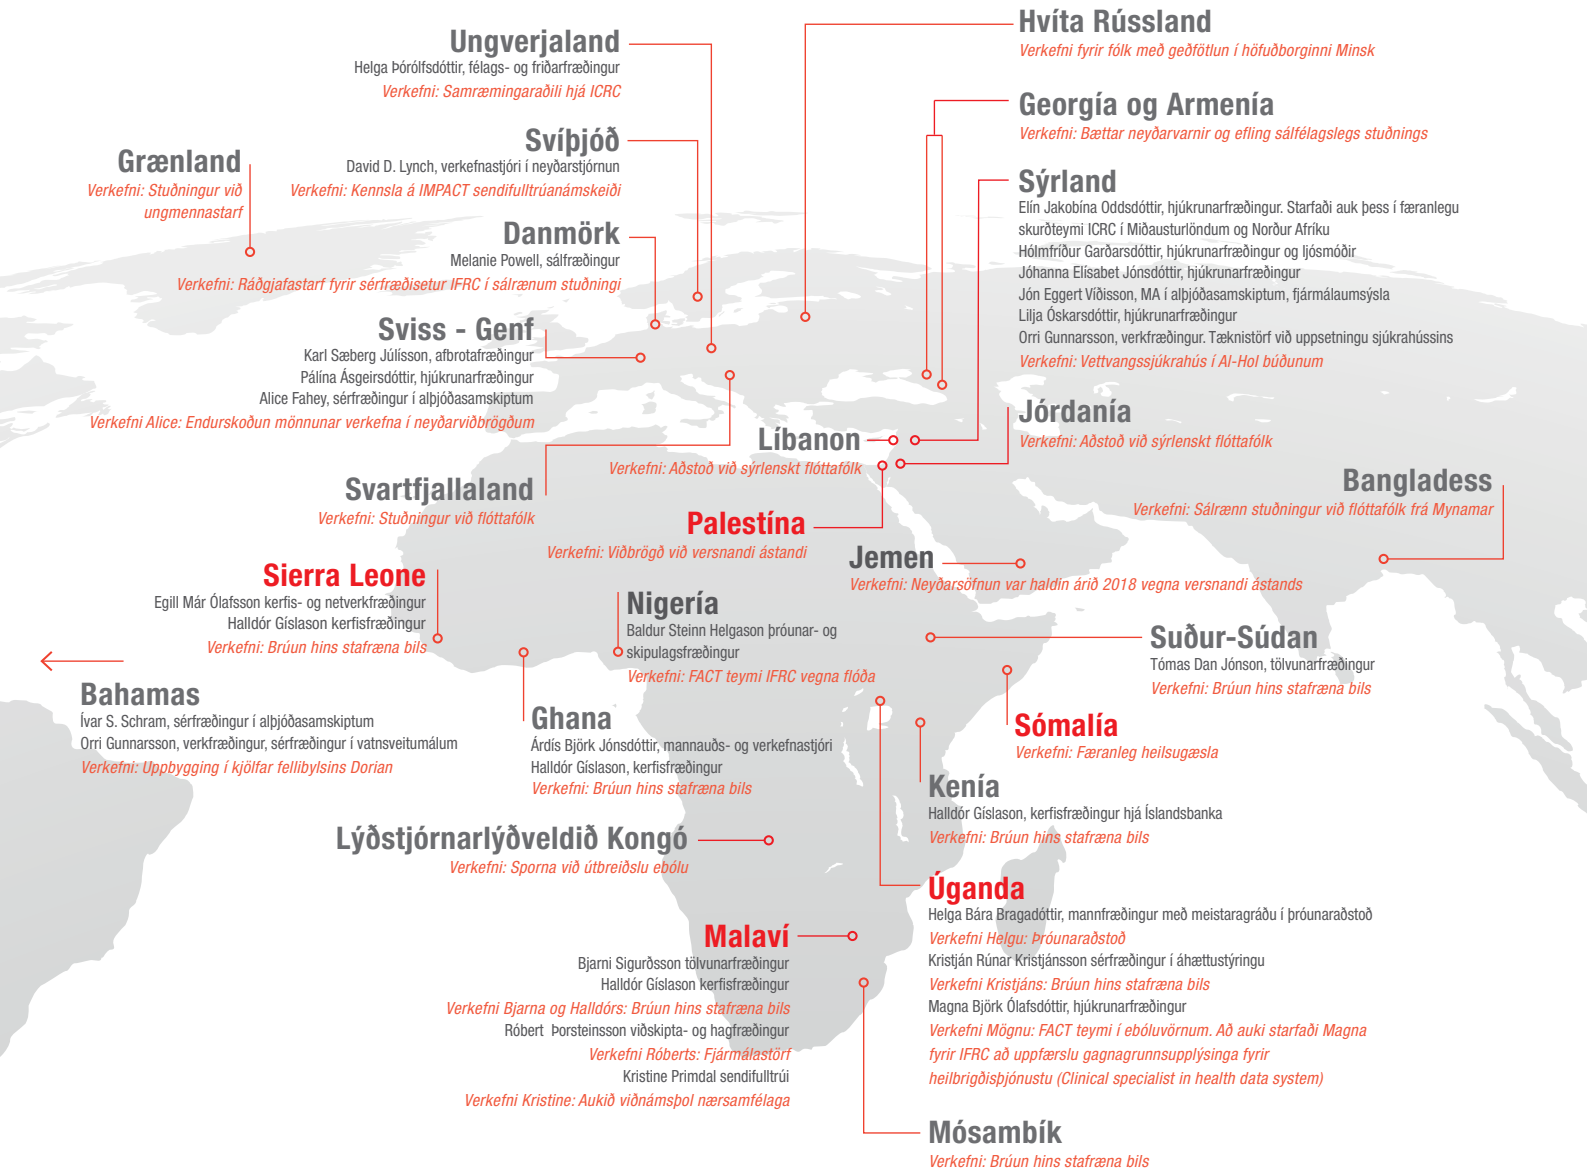 Ungverjaland
Helga Þórólfsdóttir, félags- og friðarfræðingur
Verkefni: Samræmingaraðili hjá ICRC
Svíþjóð
David D. Lynch, verkefnastjóri í neyðarstjórnun
Verkefni: Kennsla á IMPACT sendifulltrúanámskeiði
Grænland
Verkefni: Stuðningur við
ungmennastarf
Danmörk
Melanie Powell, sálfræðingur
Verkefni: Ráðgjafastarf fyrir sérfræðisetur IFRC í sálrænum stuðningi
Sviss - Genf
Karl Sæberg Júlísson, afbrotafræðingur
Pálína Ásgeirsdóttir, hjúkrunarfræðingur
Alice Fahey, sérfræðingur í alþjóðasamskiptum
Verkefni Alice: Endurskoðun mönnunar verkefna í neyðarviðbrögðum
Svartfjallaland
Verkefni: Stuðningur við flóttafólk
Hvíta Rússland
Verkefni fyrir fólk með geðfötlun í höfuðborginni Minsk
Georgía og Armenía
Verkefni: Bættar neyðarvarnir og efling sálfélagslegs stuðnings
Sýrland
Elín Jakobína Oddsdóttir, hjúkrunarfræðingur. Starfaði auk þess í færanlegu
skurðteymi ICRC í Miðausturlöndum og Norður Afríku
Hólmfríður Garðarsdóttir, hjúkrunarfræðingur og ljósmóðir
Jóhanna Elísabet Jónsdóttir, hjúkrunarfræðingur
Jón Eggert Víðisson, MA í alþjóðasamskiptum, fjármálaumsýsla
Lilja Óskarsdóttir, hjúkrunarfræðingur
Orri Gunnarsson, verkfræðingur. Tæknistörf við uppsetningu sjúkrahússins
Verkefni: Vettvangssjúkrahús í Al-Hol búðunum
Jórdanía
Verkefni: Aðstoð við sýrlenskt flóttafólk
Líbanon
Verkefni: Aðstoð við sýrlenskt flóttafólk
Bangladess
Verkefni: Sálrænn stuðningur við flóttafólk frá Mynamar
Palestína
Verkefni: Viðbrögð við versnandi ástandi
Jemen
Verkefni: Neyðarsöfnun var haldin árið 2018 vegna versnandi ástands
Sierra Leone
Egill Már Ólafsson kerfis- og netverkfræðingur
Halldór Gíslason kerfisfræðingur
Verkefni: Brúun hins stafræna bils
Nigería
Baldur Steinn Helgason þróunar- og
skipulagsfræðingur
Verkefni: FACT teymi IFRC vegna flóða
Suður-Súdan
Tómas Dan Jónson, tölvunarfræðingur
Verkefni: Brúun hins stafræna bils
Bahamas
Ívar S. Schram, sérfræðingur í alþjóðasamskiptum
Orri Gunnarsson, verkfræðingur, sérfræðingur í vatnsveitumálum
Verkefni: Uppbygging í kjölfar fellibylsins Dorian
Ghana
Árdís Björk Jónsdóttir, mannauðs- og verkefnastjóri
Halldór Gíslason, kerfisfræðingur
Verkefni: Brúun hins stafræna bils
Sómalía
Verkefni: Færanleg heilsugæsla
Kenía
Halldór Gíslason, kerfisfræðingur hjá Íslandsbanka
Verkefni: Brúun hins stafræna bils
Lýðstjórnarlýðveldið Kongó
Verkefni: Sporna við útbreiðslu ebólu
Úganda
Helga Bára Bragadóttir, mannfræðingur með meistaragráðu í þróunaraðstoð
Verkefni Helgu: Þróunaraðstoð
Kristján Rúnar Kristjánsson sérfræðingur í áhættustýringu
Verkefni Kristjáns: Brúun hins stafræna bils
Magna Björk Ólafsdóttir, hjúkrunarfræðingur
Verkefni Mögnu: FACT teymi í ebóluvörnum. Að auki starfaði Magna
fyrir IFRC að uppfærslu gagnagrunnsupplýsinga fyrir
heilbrigðisþjónustu (Clinical specialist in health data system)
Malaví
Bjarni Sigurðsson tölvunarfræðingur
Halldór Gíslason kerfisfræðingur
Verkefni Bjarna og Halldórs: Brúun hins stafræna bils
Róbert Þorsteinsson viðskipta- og hagfræðingur
Verkefni Róberts: Fjármálastörf
Kristine Primdal sendifulltrúi
Verkefni Kristine: Aukið viðnámsþol nærsamfélaga
Mósambík
Verkefni: Brúun hins stafræna bils